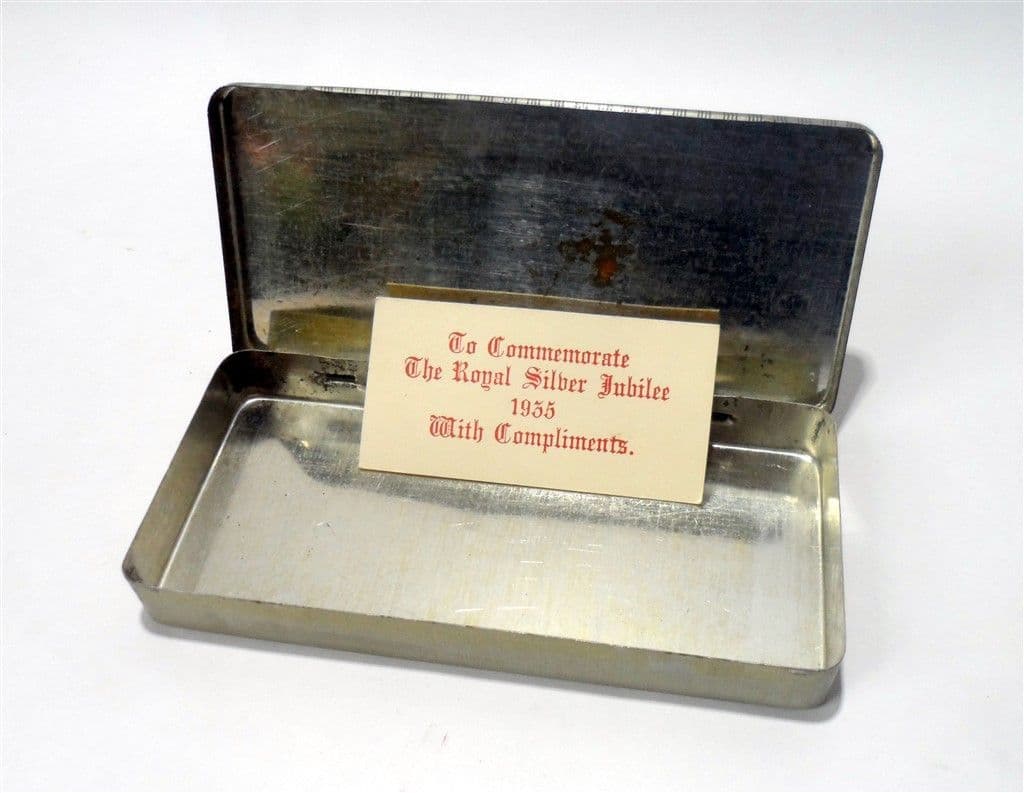 To Commemorate
The Royal Silver Jubilee
1935
With Compliments.